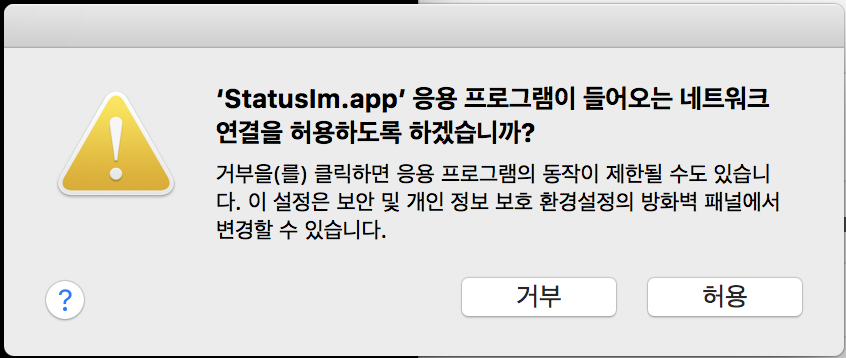 ‘StatusIm.app’ 응용 프로그램이 들어오는 네트워크
연결을 허용하도록 하겠습니까?
거부을(를) 클릭하면 응용 프로그램의 동작이 제한될 수도 있습니
다. 이 설정은 보안 및 개인 정보 보호 환경설정의 방화벽 패널에서
변경할 수 있습니다.
?
거부
허용